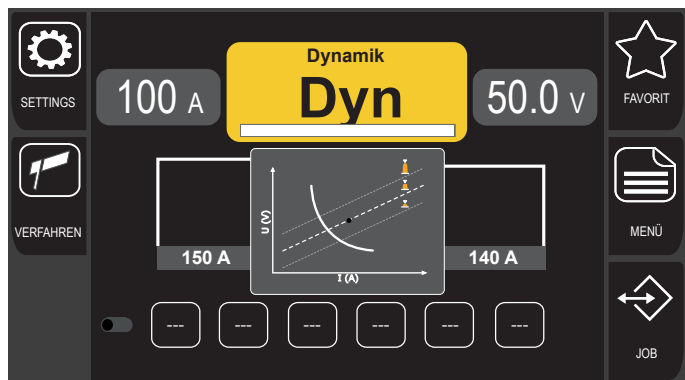 SETTINGS
VERFAHREN
100 A
Dynamik
Dyn
50.0 V
U (V)
I (A)
150 A
140 A
---
---
---
---
---
---
FAVORIT
MENÜ
JOB